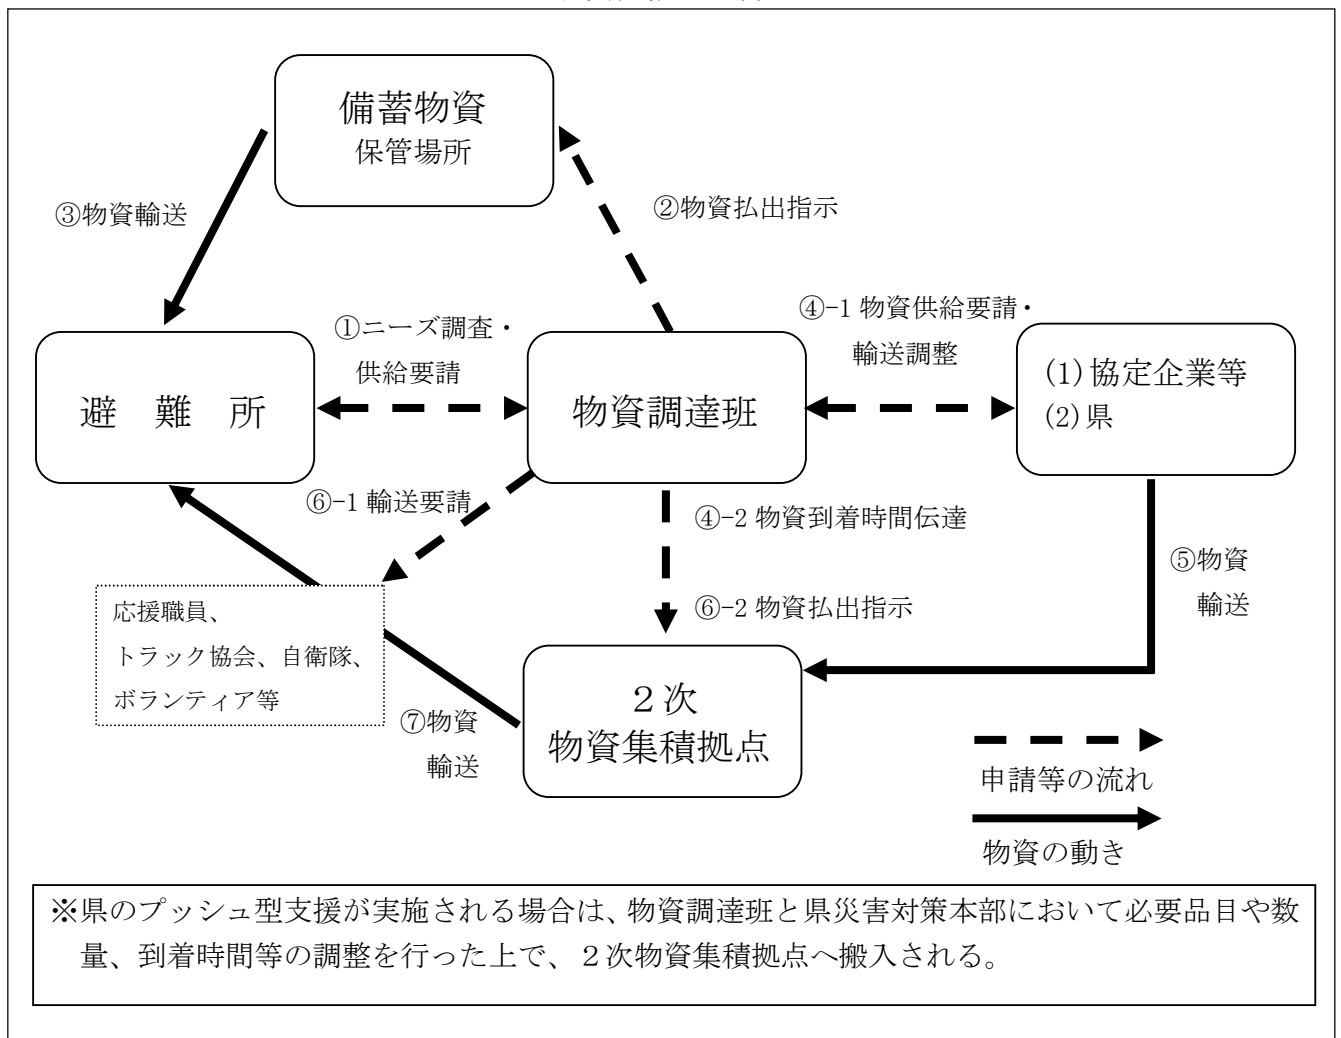 備蓄物資
保管場所
③物資輸送
②物資払出指示
①ニーズ調査・
供給要請
④-1 物資供給要請・
輸送調整
避　難　所
物資調達班
(1)協定企業等
(2)県
⑥-1 輸送要請
④-2 物資到着時間伝達
⑤物資
輸送
⑥-2 物資払出指示
応援職員、
トラック協会、自衛隊、
ボランティア等
⑦物資
輸送
２次
物資集積拠点
申請等の流れ
物資の動き
※県のプッシュ型支援が実施される場合は、物資調達班と県災害対策本部において必要品目や数
量、到着時間等の調整を行った上で、２次物資集積拠点へ搬入される。